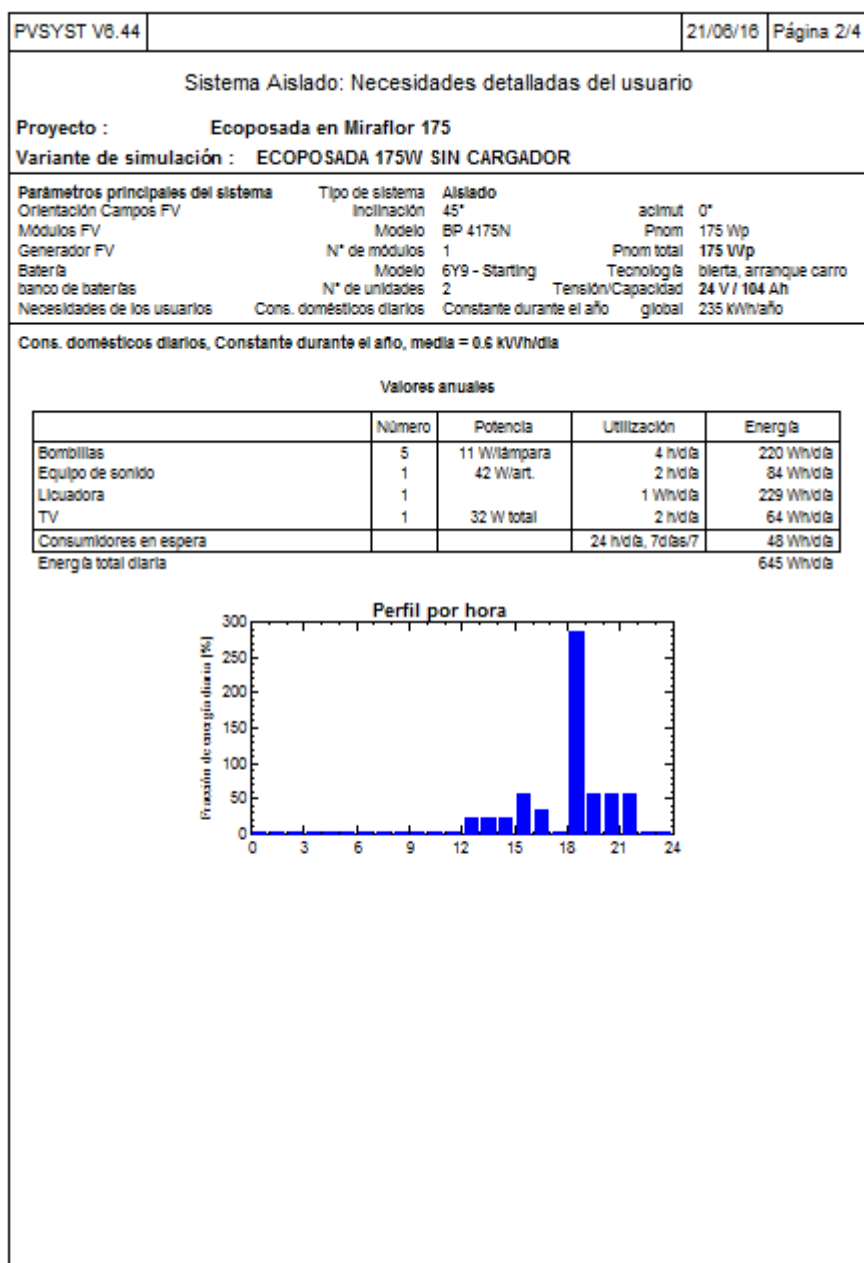 PVSYST V6.44 21/06/16 Página 2/4
Sistema Aislado: Necesidades detalladas del usuario
Proyecto : Ecoposada en Miraflor 175
Variante de simulación : ECOPOSADA 175W SIN CARGADOR
Parámetros principales del sistema Tipo de sistema Aislado
Orientación Campos FV Inclinación 45° acimut 0°
Módulos FV Modelo BP 4175N Pnom 175 Wp
Generador FV N° de módulos 1 Pnom total 175 Wp
Batería Modelo 6Y9 - Starting Tecnología bierta, arranque carro
banco de baterías N° de unidades 2 Tensión/Capacidad 24 V / 104 Ah
Necesidades de los usuarios Cons. domésticos diarios Constante durante el año global 235 kWh/año
Cons. domésticos diarios, Constante durante el año, media = 0.6 kWh/día
Valores anuales
Número Potencia Utilización Energía
Bombillas 5 11 W/lámpara 4 h/día 220 Wh/día
Equipo de sonido 1 42 W/art. 2 h/día 84 Wh/día
Licuadora 1 1 Wh/día 229 Wh/día
TV 1 32 W total 2 h/día 64 Wh/día
Consumidores en espera 24 h/día, 7días/7 48 Wh/día
Energía total diaria 645 Wh/día
Perfil por hora
Fracción de energía diaria [%]
300
250
200
150
100
50
0
0 3 6 9 12 15 18 21 24